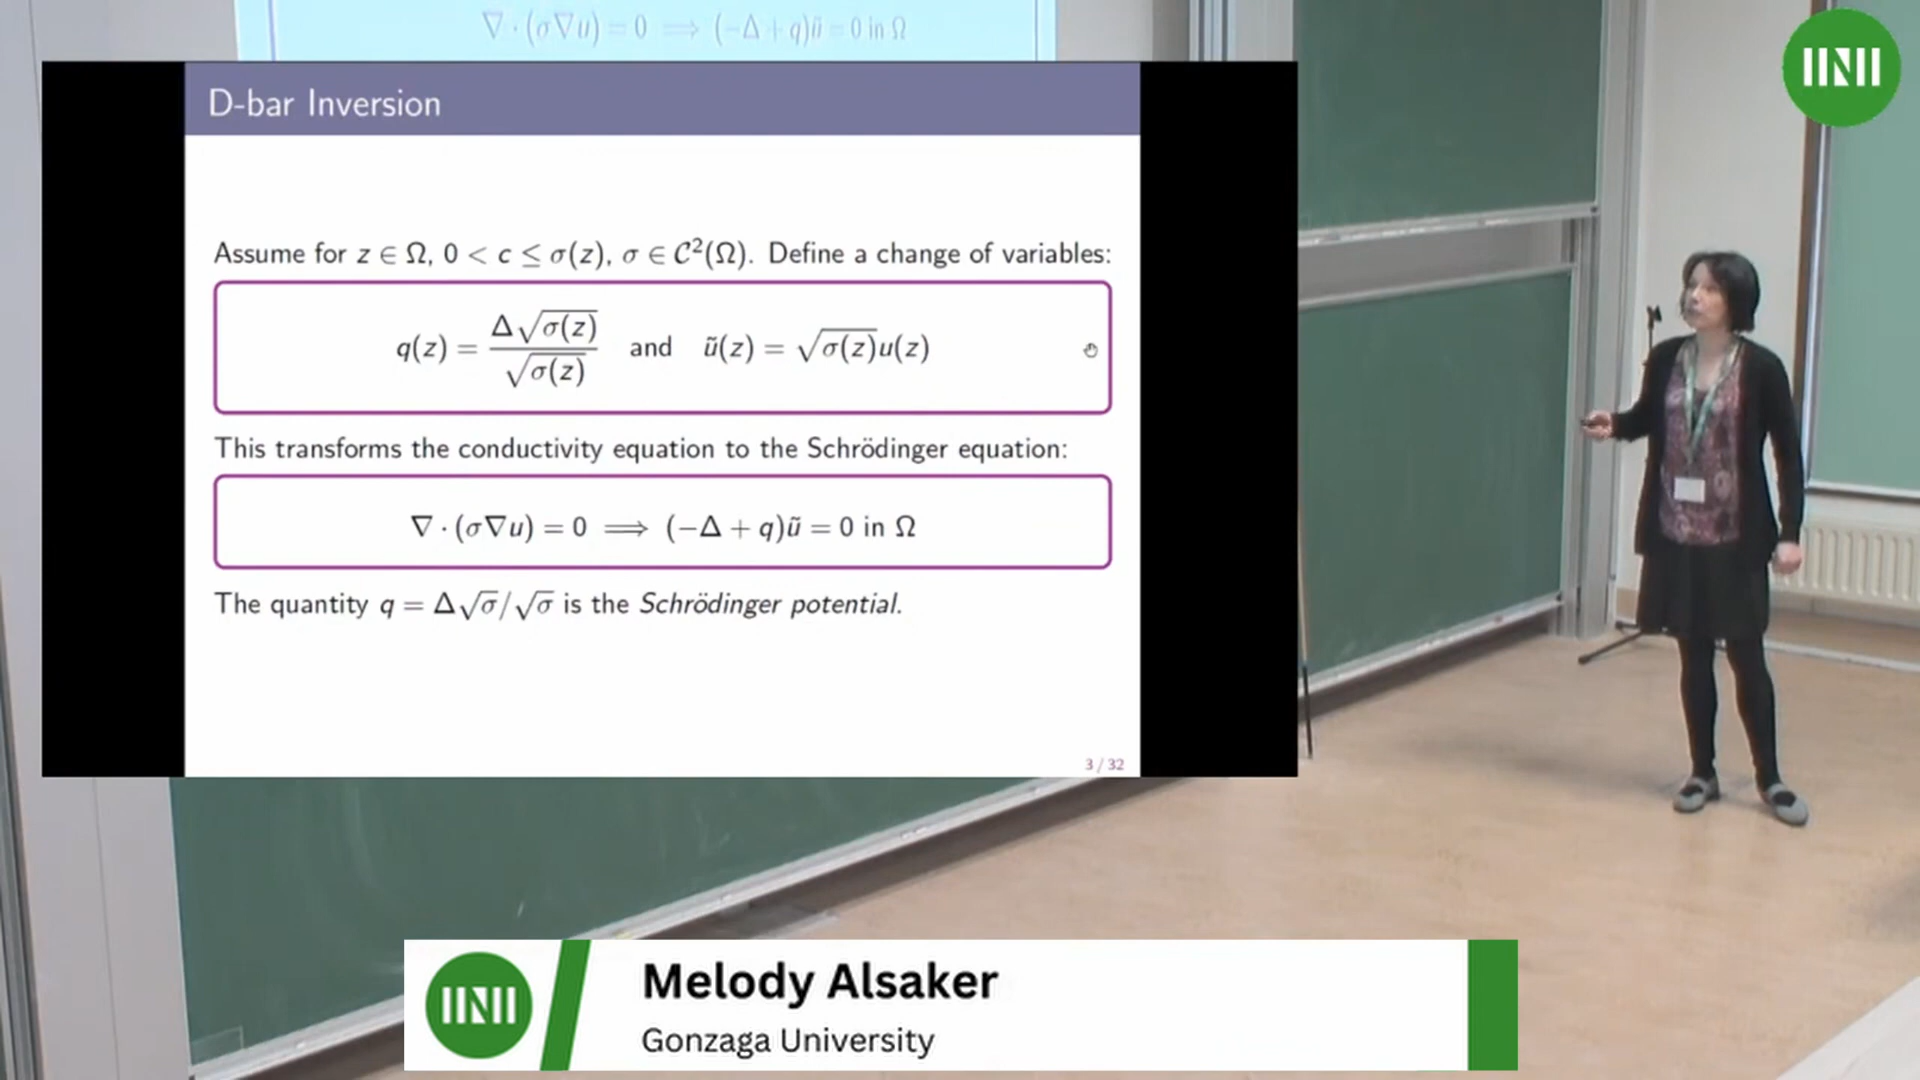 ∇ · (σ∇u) = 0 ⟹ (−Δ + q)ũ = 0 in Ω
D-bar Inversion
Assume for z ∈ Ω, 0 < c ≤ σ(z), σ ∈ C²(Ω). Define a change of variables:
q(z) = Δ√σ(z) / √σ(z) and ũ(z) = √σ(z)u(z)
This transforms the conductivity equation to the Schrödinger equation:
∇ · (σ∇u) = 0 ⟹ (−Δ + q)ũ = 0 in Ω
The quantity q = Δ√σ/√σ is the Schrödinger potential.
3 / 32
Melody Alsaker
Gonzaga University